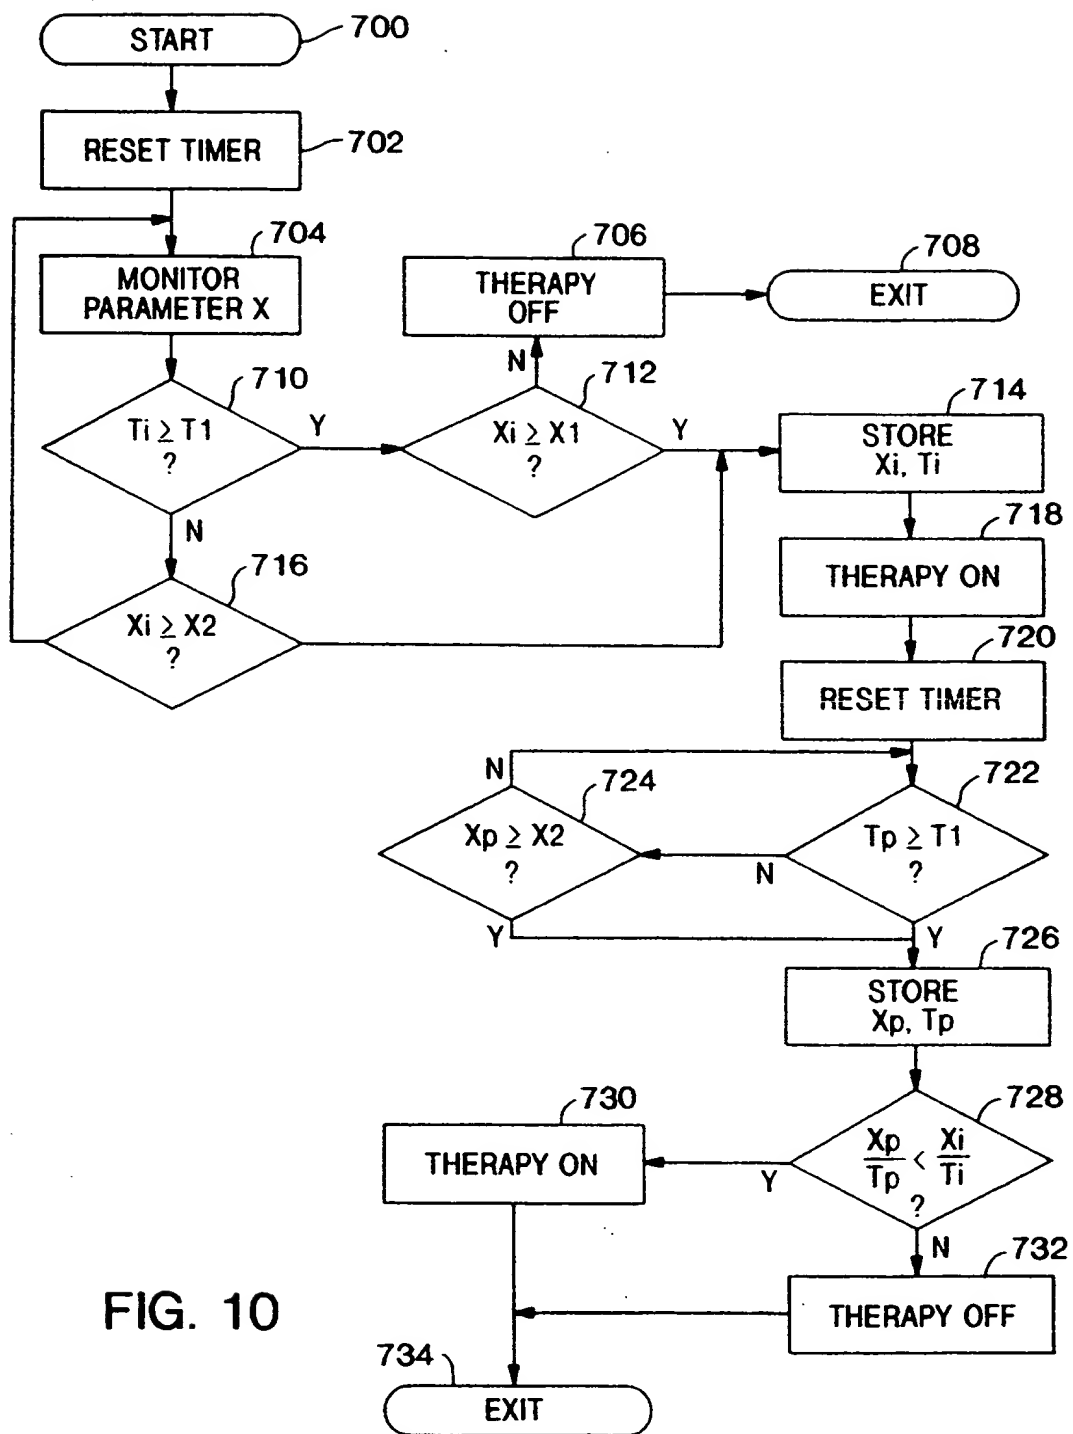 START
700
RESET TIMER
702
704
MONITOR
PARAMETER X
706
THERAPY
OFF
708
EXIT
710
Ti ≥ T1
?
Y
N
712
Xi ≥ X1
?
N
Y
714
STORE
Xi, Ti
716
Xi ≥ X2
?
718
THERAPY ON
720
RESET TIMER
722
Tp ≥ T1
?
N
Y
724
Xp ≥ X2
?
N
Y
726
STORE
Xp, Tp
728
Xp/Tp < Xi/Ti
?
Y
N
730
THERAPY ON
732
THERAPY OFF
734
EXIT
FIG. 10